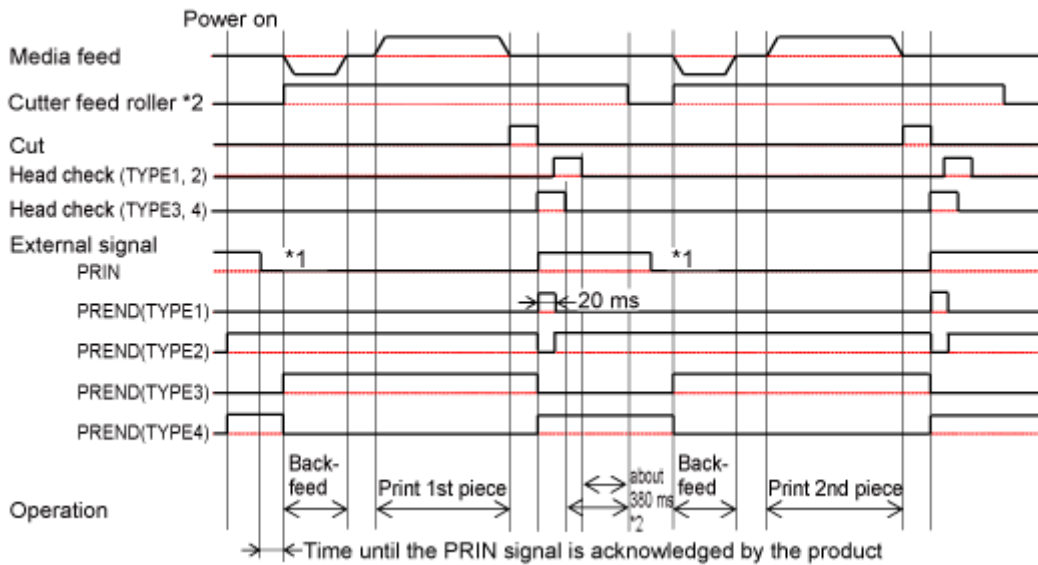 Power on
Media feed
Cutter feed roller *2
Cut
Head check (TYPE1, 2)
Head check (TYPE3, 4)
External signal
PRIN *1 *1
PREND(TYPE1) 20 ms
PREND(TYPE2)
PREND(TYPE3)
PREND(TYPE4)
Operation
Back-
feed
Print 1st piece
about
380 ms
*2
Back-
feed
Print 2nd piece
Time until the PRIN signal is acknowledged by the product